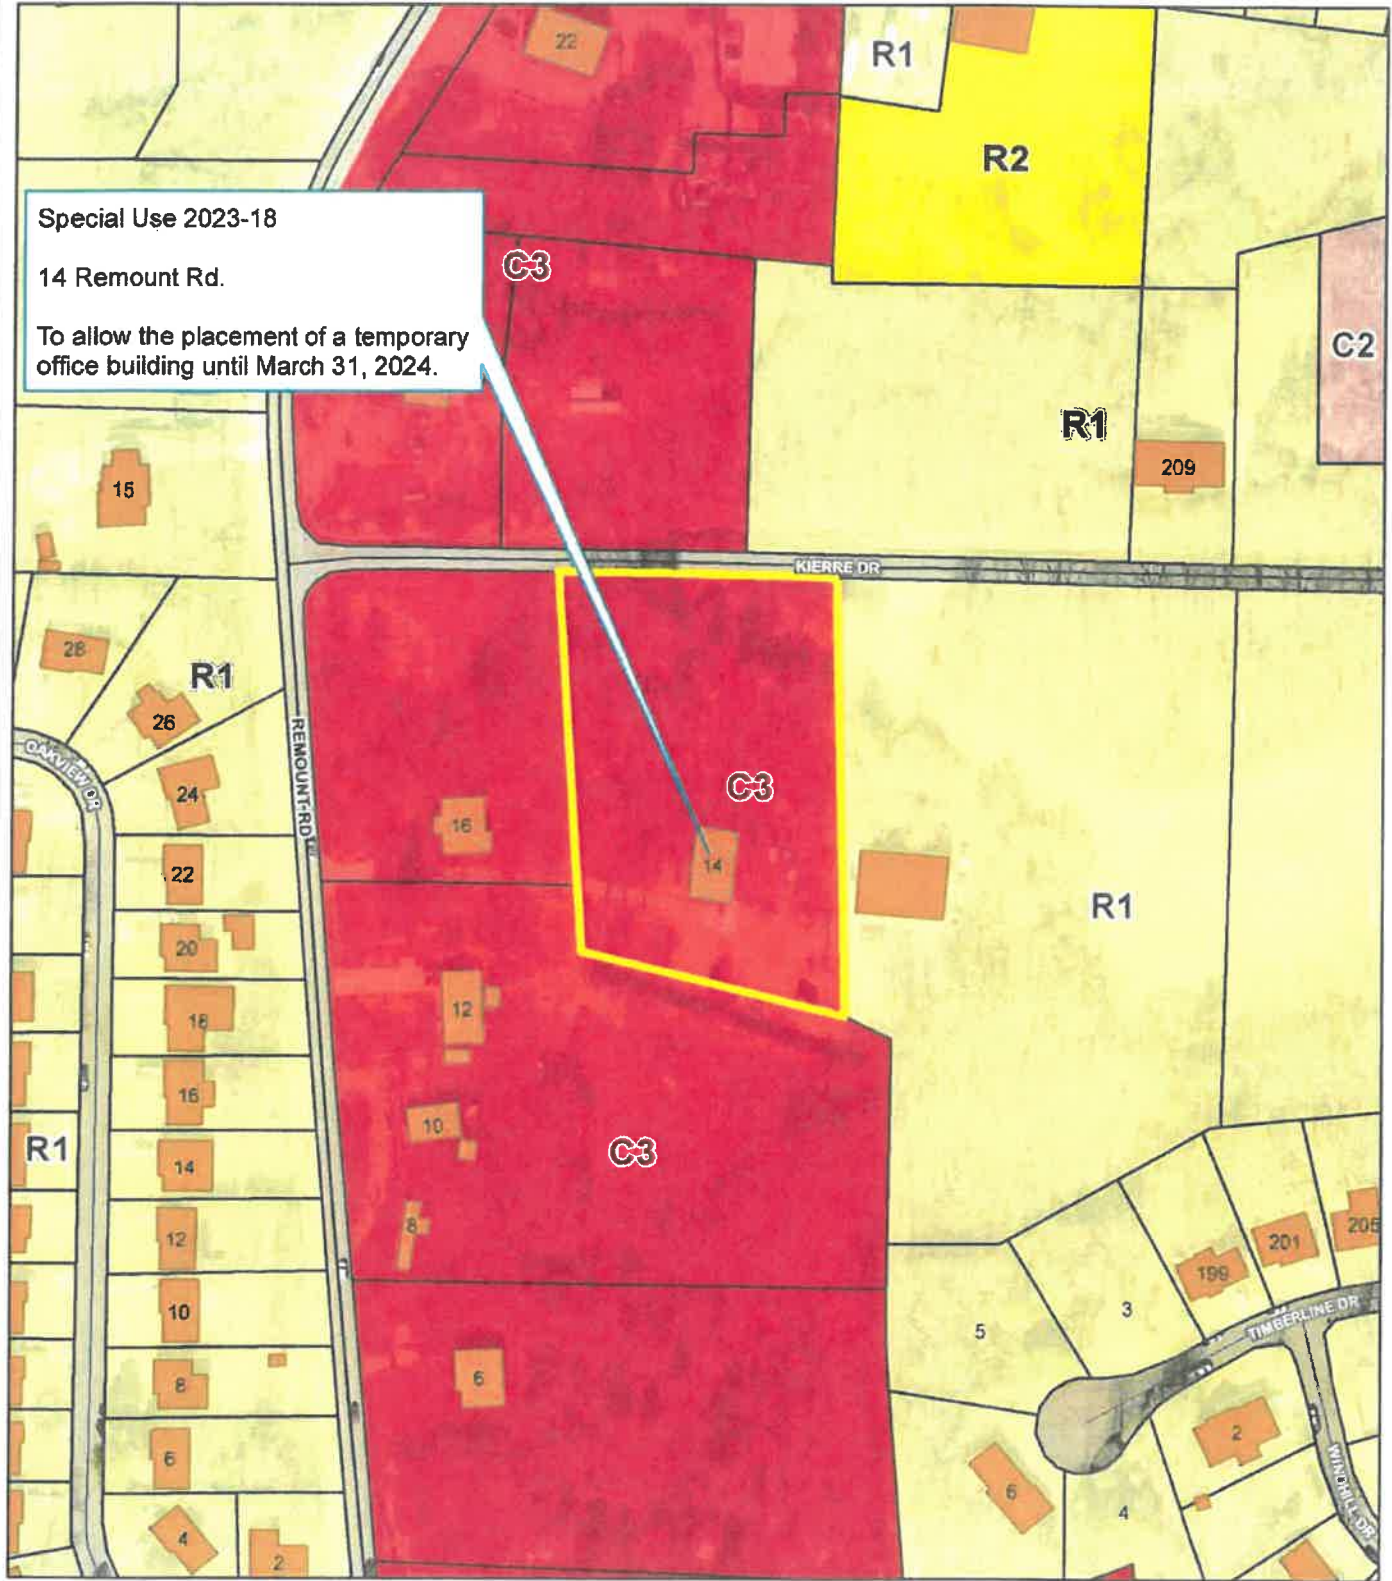 22
R1
R2
Special Use 2023-18
14 Remount Rd.
To allow the placement of a temporary
office building until March 31, 2024.
C3
C2
R1
15
209
KIERRE DR
28
R1
26
OAKVIEW DR
REMOUNT-RD
24
C3
16
14
22
R1
20
12
18
16
10
R1
14
C3
8
12
201
205
199
10
3
5
TIMBERLINE DR
6
8
2
6
6
4
WINDHILL DR
4
2